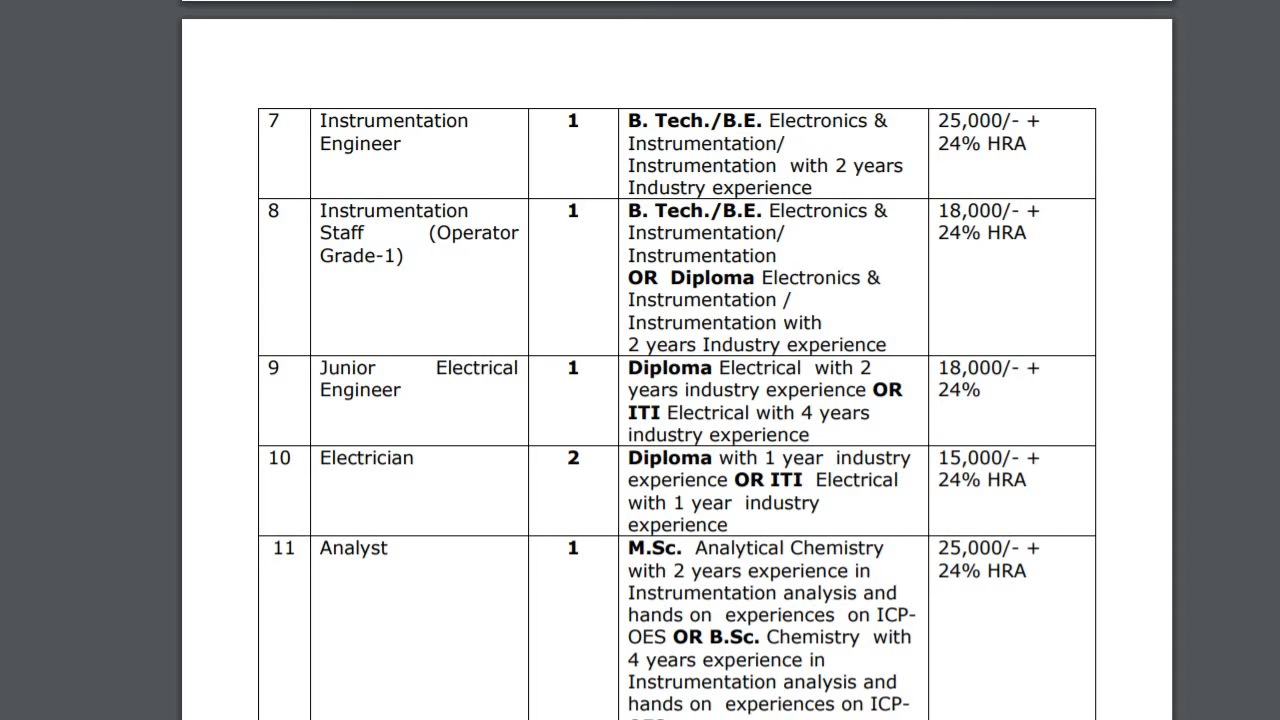 7 Instrumentation Engineer 1 B. Tech./B.E. Electronics & 25,000/- +
Instrumentation/ 24% HRA
Instrumentation with 2 years
Industry experience
8 Instrumentation 1 B. Tech./B.E. Electronics & 18,000/- +
Staff (Operator Instrumentation/ 24% HRA
Grade-1) Instrumentation
OR Diploma Electronics &
Instrumentation /
Instrumentation with
2 years Industry experience
9 Junior Electrical 1 Diploma Electrical with 2 18,000/- +
Engineer years industry experience OR 24%
ITI Electrical with 4 years
industry experience
10 Electrician 2 Diploma with 1 year industry 15,000/- +
experience OR ITI Electrical 24% HRA
with 1 year industry
experience
11 Analyst 1 M.Sc. Analytical Chemistry 25,000/- +
with 2 years experience in 24% HRA
Instrumentation analysis and
hands on experiences on ICP-
OES OR B.Sc. Chemistry with
4 years experience in
Instrumentation analysis and
hands on experiences on ICP-